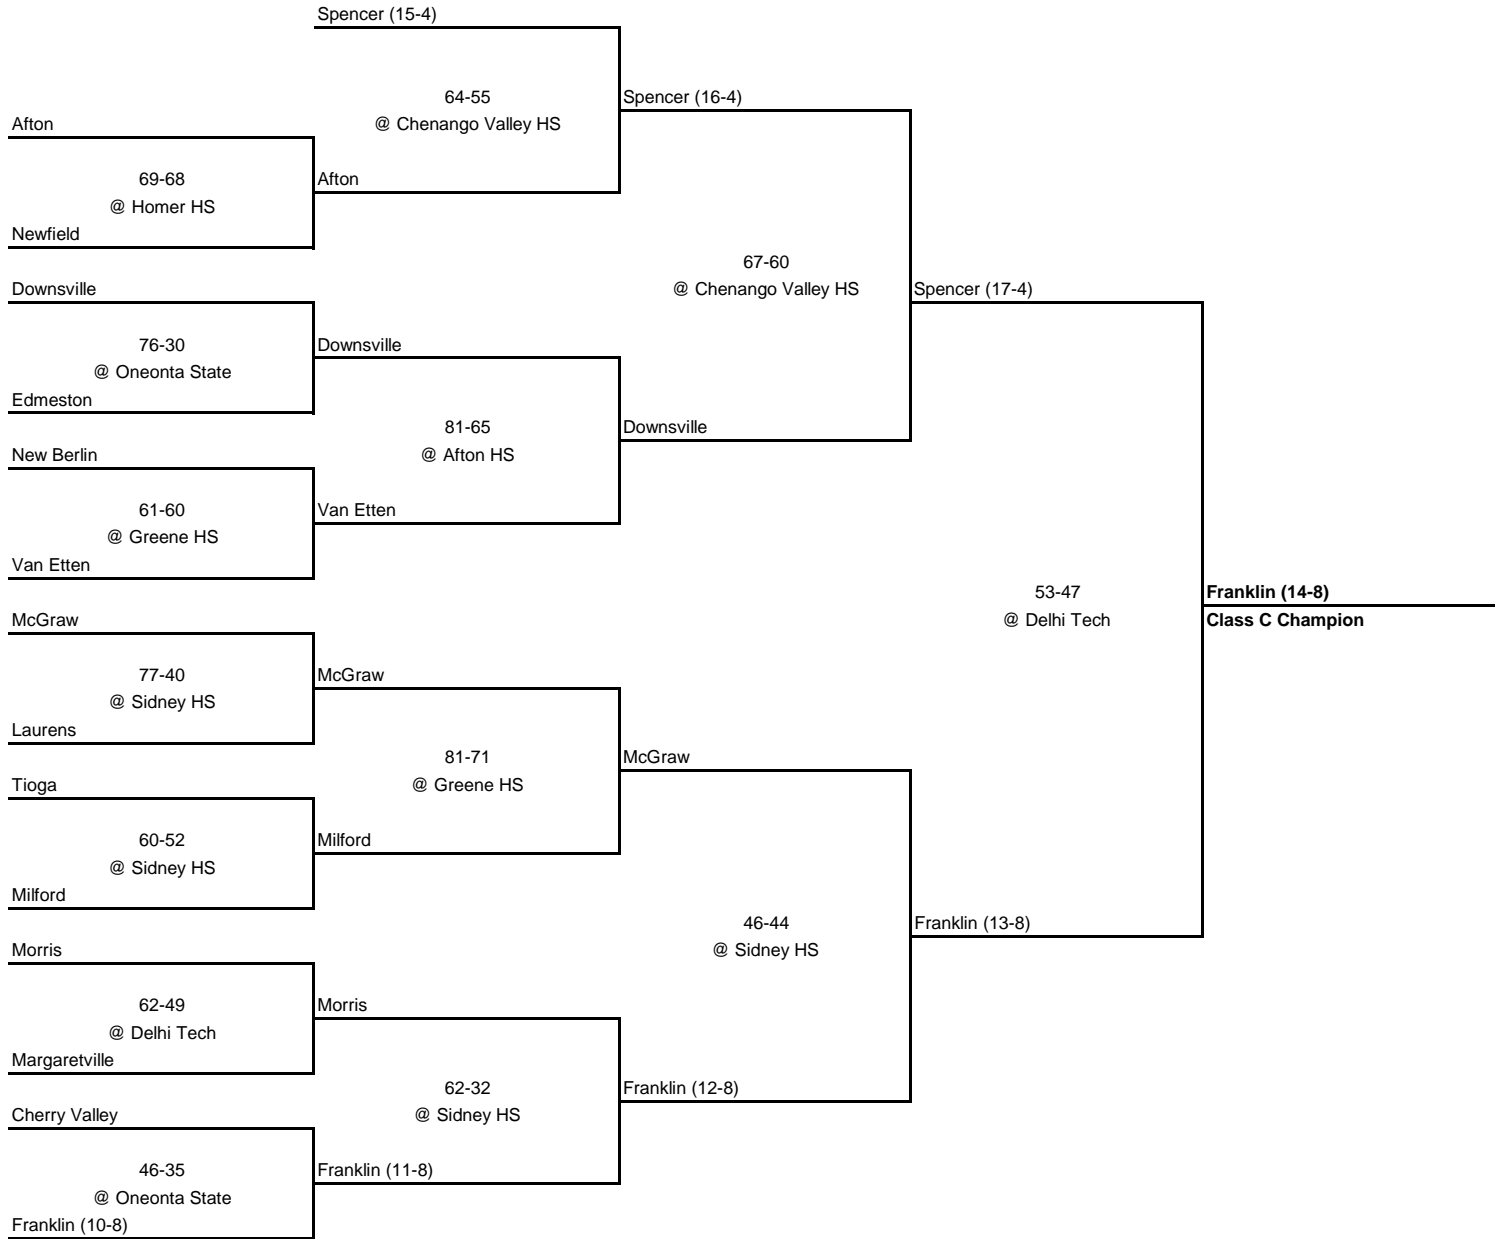 Spencer (15-4)
64-55
@ Chenango Valley HS
Spencer (16-4)
Afton
69-68
@ Homer HS
Afton
Newfield
67-60
@ Chenango Valley HS
Spencer (17-4)
Downsville
76-30
@ Oneonta State
Downsville
Edmeston
81-65
@ Afton HS
Downsville
New Berlin
61-60
@ Greene HS
Van Etten
Van Etten
53-47
@ Delhi Tech
Franklin (14-8)
Class C Champion
McGraw
77-40
@ Sidney HS
McGraw
Laurens
81-71
@ Greene HS
McGraw
Tioga
60-52
@ Sidney HS
Milford
Milford
46-44
@ Sidney HS
Franklin (13-8)
Morris
62-49
@ Delhi Tech
Morris
Margaretville
62-32
@ Sidney HS
Franklin (12-8)
Cherry Valley
46-35
@ Oneonta State
Franklin (11-8)
Franklin (10-8)